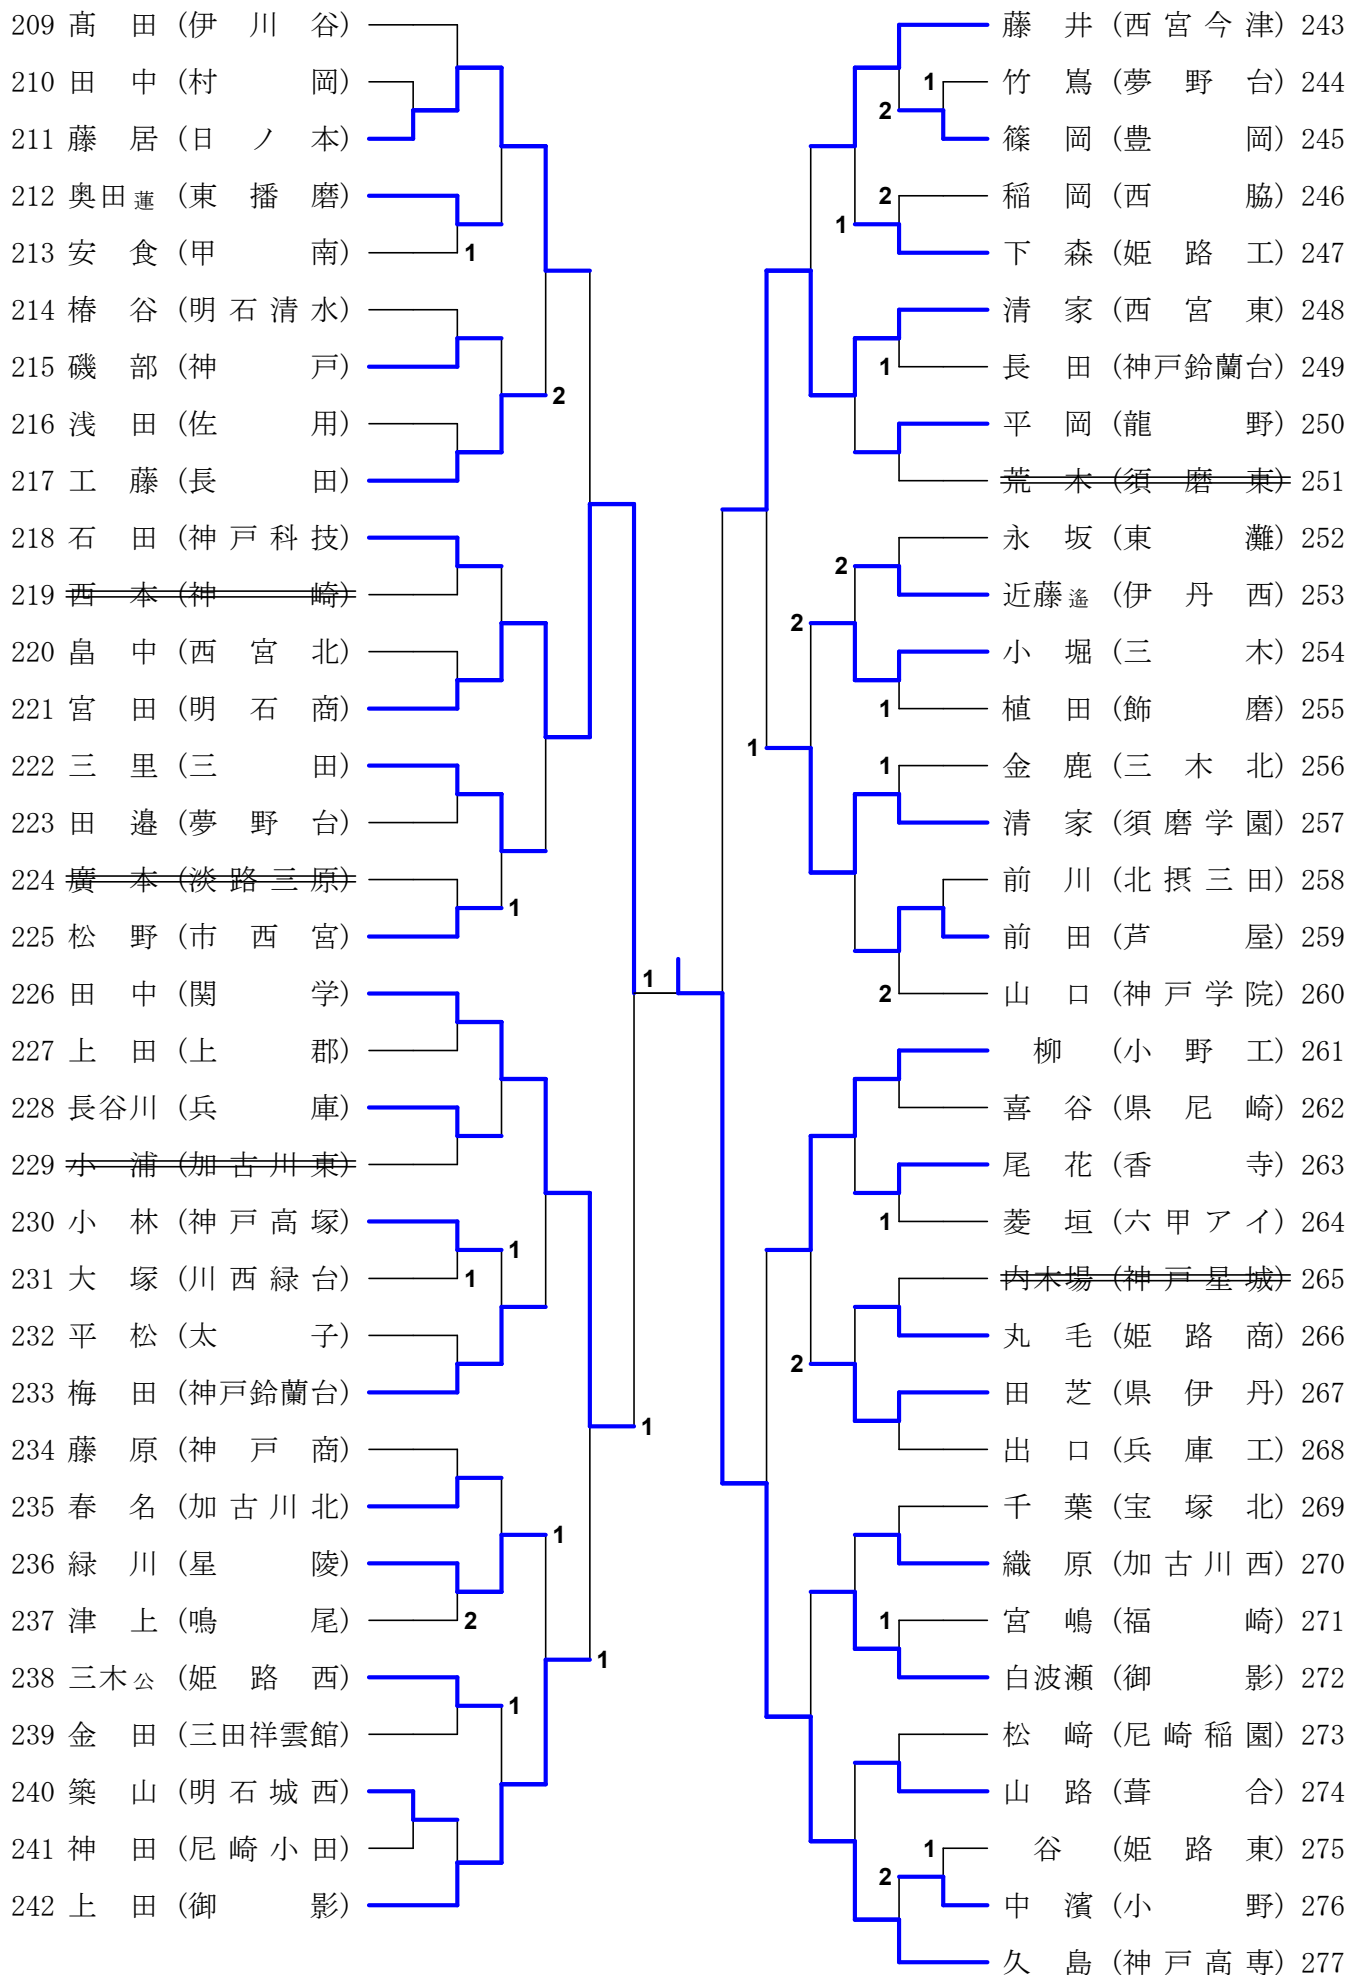 209 髙田 (伊川谷)
210 田中 (村岡)
211 藤居 (日ノ本)
212 奥田蓮 (東播磨)
213 安食 (甲南)
1
214 椿谷 (明石清水)
215 磯部 (神戸)
2
216 浅田 (佐用)
217 工藤 (長田)
218 石田 (神戸科技)
219 西本 (神崎)
220 畠中 (西宮北)
221 宮田 (明石商)
222 三里 (三田)
223 田邉 (夢野台)
224 廣本 (淡路三原)
1
225 松野 (市西宮)
1
226 田中 (関学)
227 上田 (上郡)
228 長谷川 (兵庫)
229 小浦 (加古川東)
230 小林 (神戸高塚)
1
231 大塚 (川西緑台)
1
232 平松 (太子)
233 梅田 (神戸鈴蘭台)
1
234 藤原 (神戸商)
235 春名 (加古川北)
1
236 緑川 (星陵)
237 津上 (鳴尾)
2
1
238 三木公 (姫路西)
1
239 金田 (三田祥雲館)
240 築山 (明石城西)
241 神田 (尼崎小田)
242 上田 (御影)
藤井 (西宮今津) 243
1
竹嶌 (夢野台) 244
2
篠岡 (豊岡) 245
2
稲岡 (西脇) 246
1
下森 (姫路工) 247
清家 (西宮東) 248
1
長田 (神戸鈴蘭台) 249
平岡 (龍野) 250
荒木 (須磨東) 251
永坂 (東灘) 252
2
近藤遙 (伊丹西) 253
2
小堀 (三木) 254
1
植田 (飾磨) 255
1
1
金鹿 (三木北) 256
清家 (須磨学園) 257
前川 (北摂三田) 258
前田 (芦屋) 259
2
山口 (神戸学院) 260
柳 (小野工) 261
喜谷 (県尼崎) 262
尾花 (香寺) 263
1
菱垣 (六甲アイ) 264
内木場 (神戸星城) 265
丸毛 (姫路商) 266
2
田芝 (県伊丹) 267
出口 (兵庫工) 268
千葉 (宝塚北) 269
織原 (加古川西) 270
1
宮嶋 (福崎) 271
白波瀬 (御影) 272
松﨑 (尼崎稲園) 273
山路 (葺合) 274
1
谷 (姫路東) 275
2
中濱 (小野) 276
久島 (神戸高専) 277